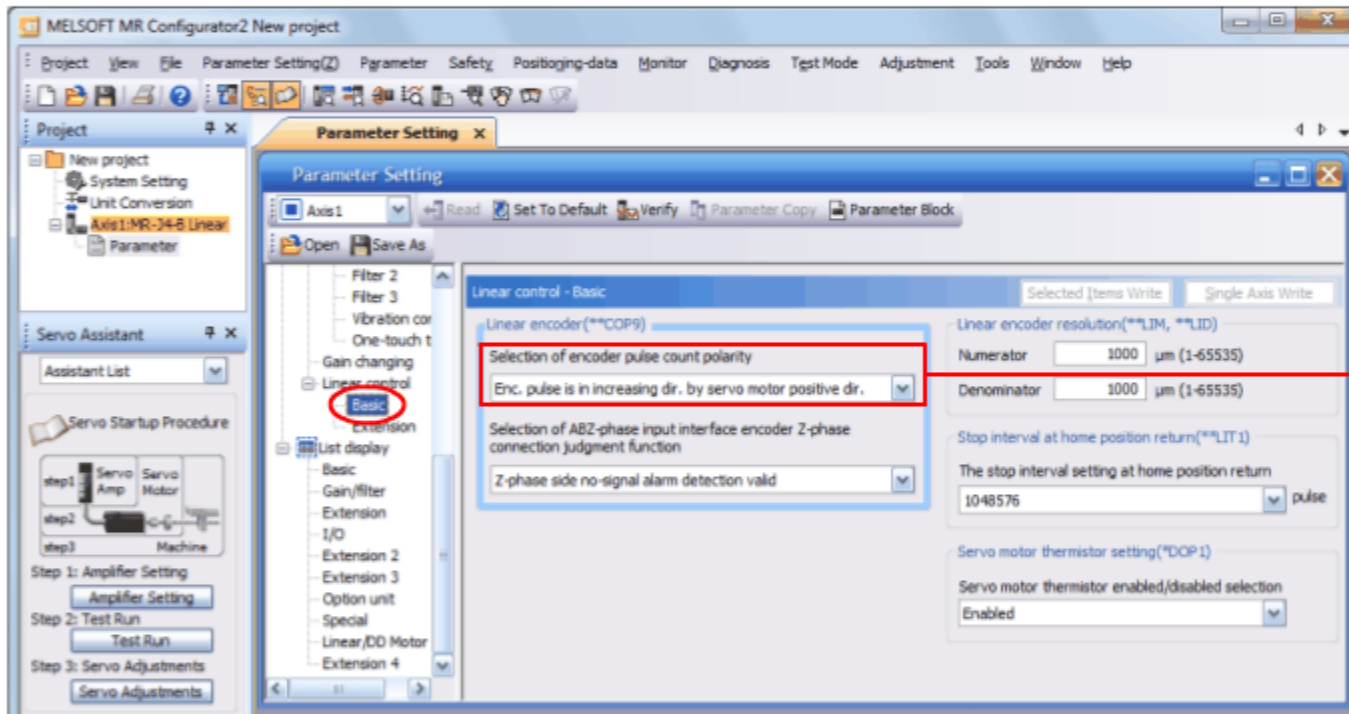 MELSOFT MR Configurator2 New project
Project View File Parameter Setting(Z) Parameter Safety Positioning-data Monitor Diagnosis Test Mode Adjustment Tools Window Help
Project
New project
System Setting
Unit Conversion
Axis1:MR-J4-B Linear
Parameter
Servo Assistant
Assistant List
Servo Startup Procedure
step1
Servo Amp
Servo Motor
step2
step3
Machine
Step 1: Amplifier Setting
Amplifier Setting
Step 2: Test Run
Test Run
Step 3: Servo Adjustments
Servo Adjustments
Parameter Setting
Parameter Setting
Axis1 Read Set To Default Verify Parameter Copy Parameter Block
Open Save As
Filter 2
Filter 3
Vibration cor
One-touch t
Gain changing
Linear control
Basic
Extension
List display
Basic
Gain/filter
Extension
I/O
Extension 2
Extension 3
Option unit
Special
Linear/DD Motor
Extension 4
Linear control - Basic
Selected Items Write Single Axis Write
Linear encoder(**COP9)
Selection of encoder pulse count polarity
Enc. pulse is in increasing dir. by servo motor positive dir.
Selection of ABZ-phase input interface encoder Z-phase
connection judgment function
Z-phase side no-signal alarm detection valid
Linear encoder resolution(**LIM, **LID)
Numerator 1000 µm (1-65535)
Denominator 1000 µm (1-65535)
Stop interval at home position return(**LIT1)
The stop interval setting at home position return
1048576 pulse
Servo motor thermistor setting(*DOP1)
Servo motor thermistor enabled/disabled selection
Enabled